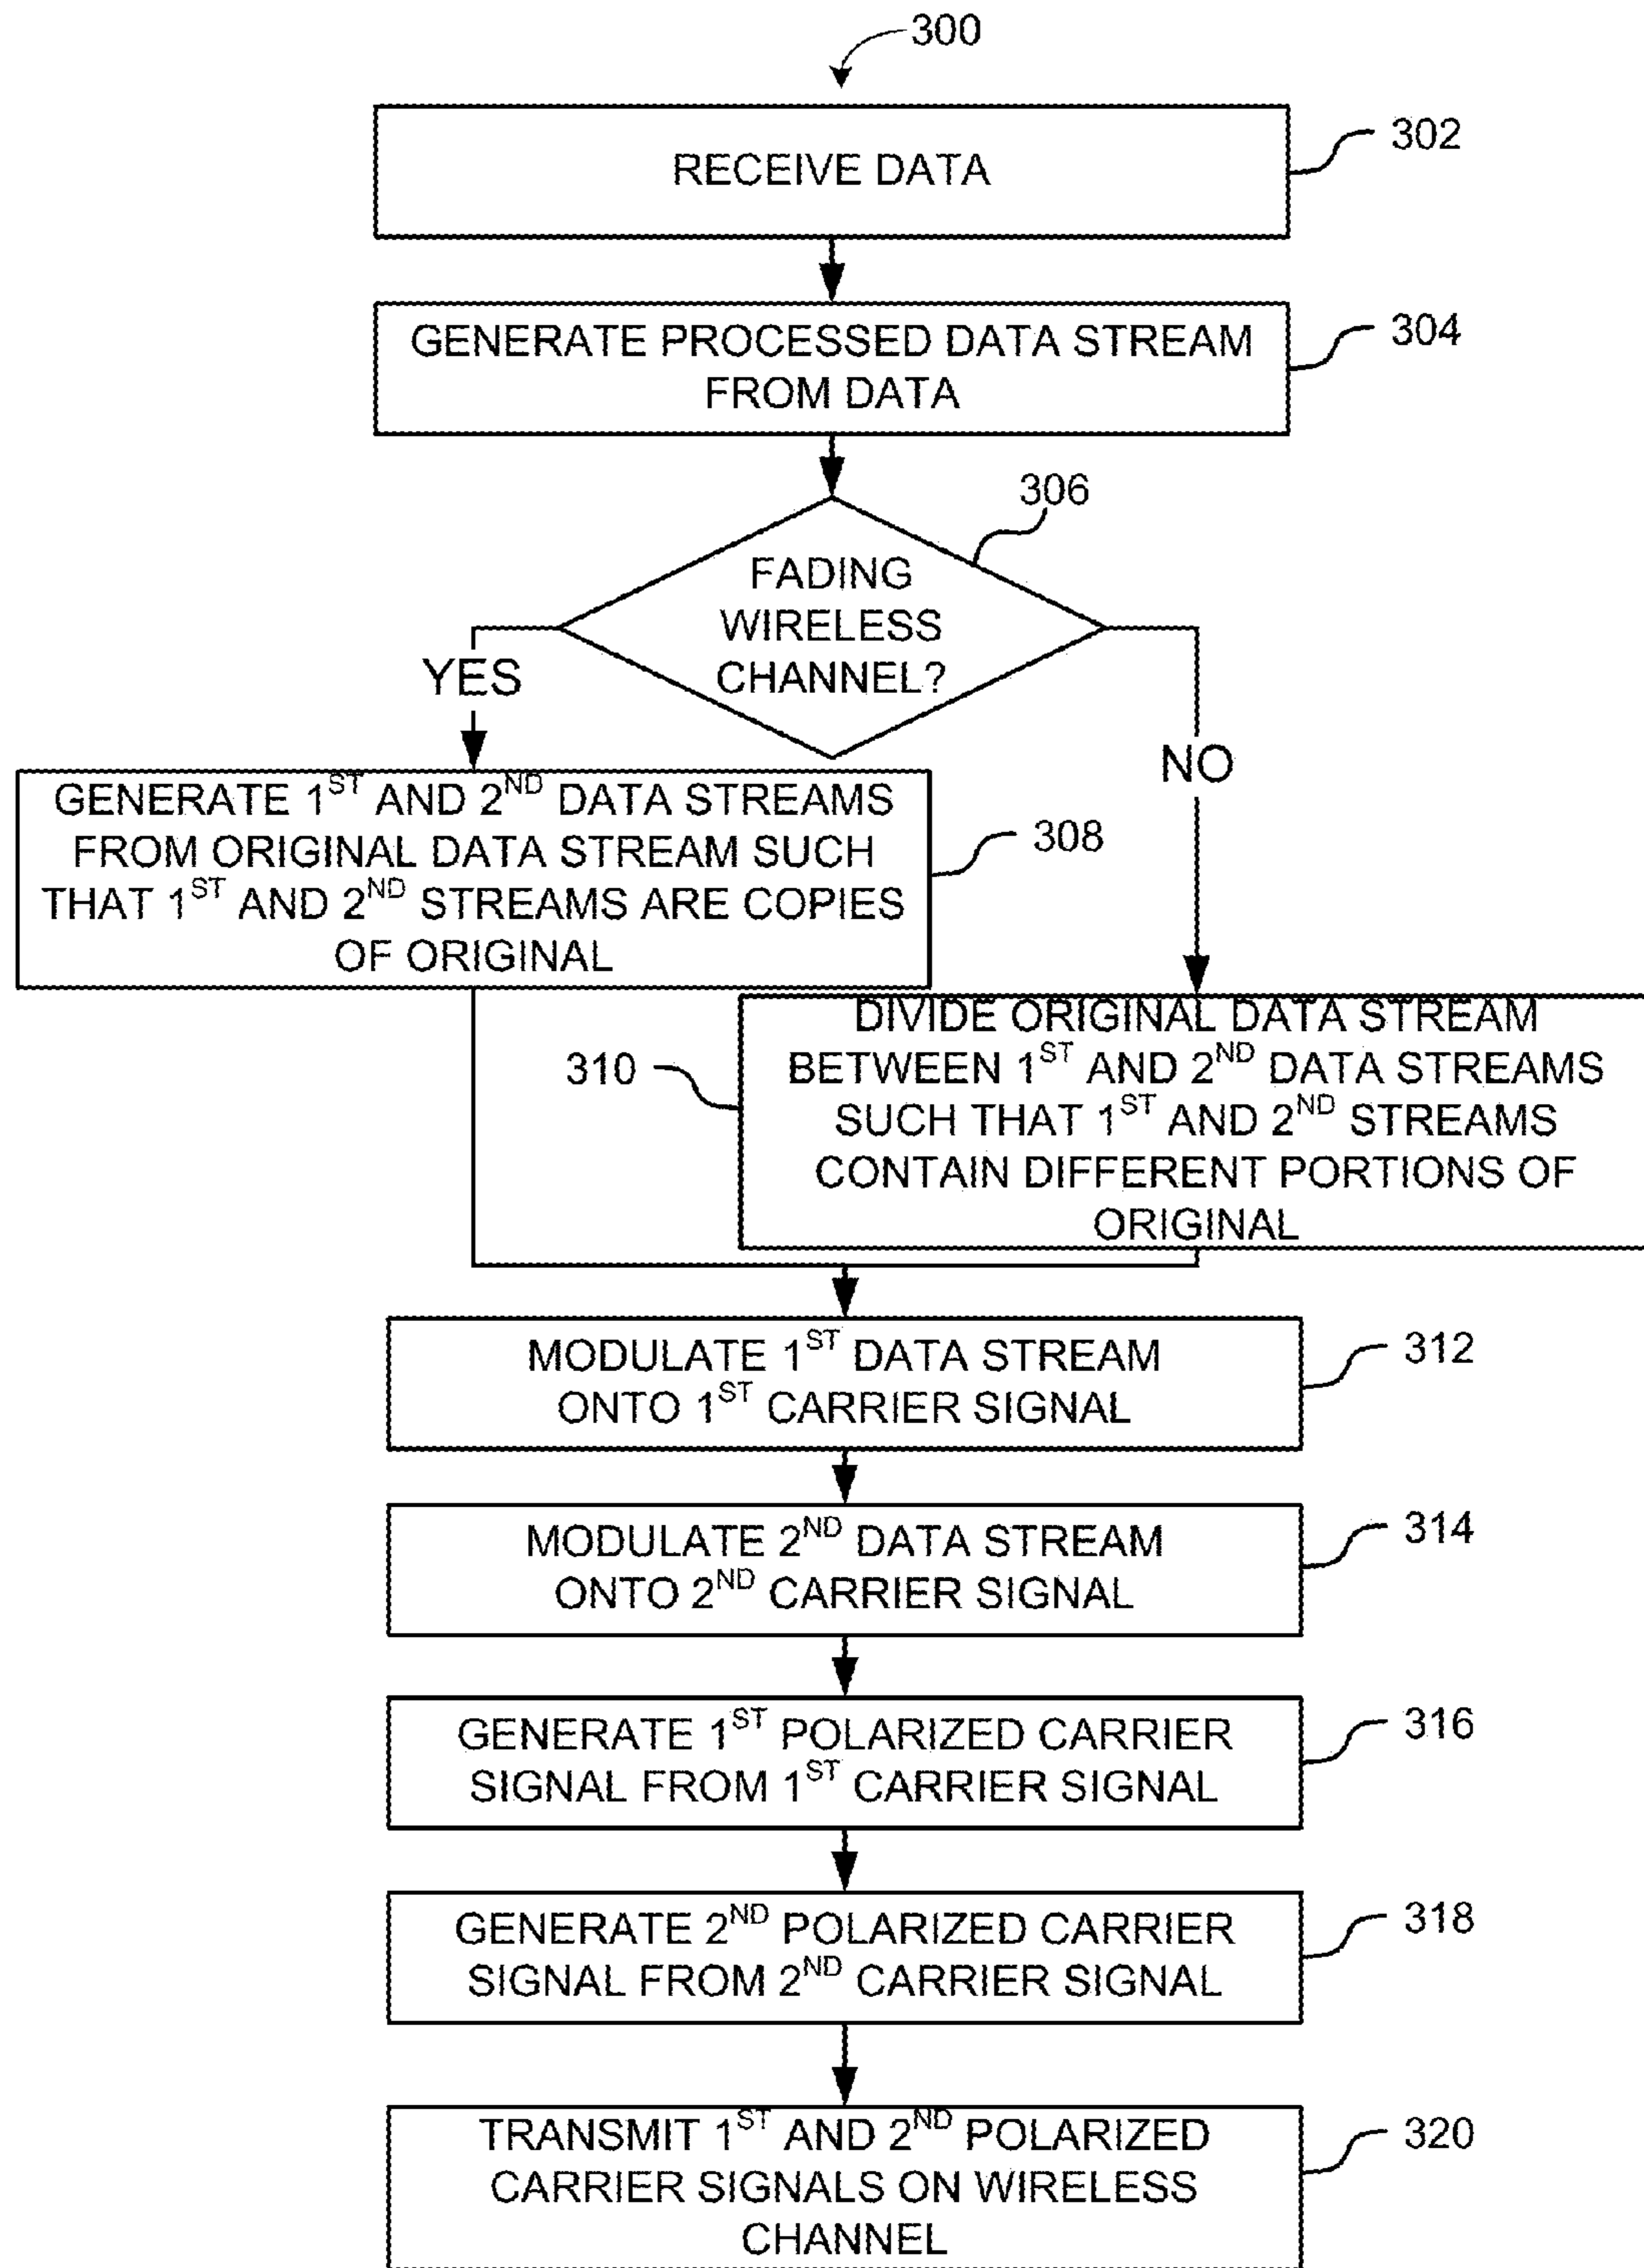 300
RECEIVE DATA
302
GENERATE PROCESSED DATA STREAM
FROM DATA
304
306
FADING
WIRELESS
CHANNEL?
YES
NO
GENERATE 1ST AND 2ND DATA STREAMS
FROM ORIGINAL DATA STREAM SUCH
THAT 1ST AND 2ND STREAMS ARE COPIES
OF ORIGINAL
308
310
DIVIDE ORIGINAL DATA STREAM
BETWEEN 1ST AND 2ND DATA STREAMS
SUCH THAT 1ST AND 2ND STREAMS
CONTAIN DIFFERENT PORTIONS OF
ORIGINAL
MODULATE 1ST DATA STREAM
ONTO 1ST CARRIER SIGNAL
312
MODULATE 2ND DATA STREAM
ONTO 2ND CARRIER SIGNAL
314
GENERATE 1ST POLARIZED CARRIER
SIGNAL FROM 1ST CARRIER SIGNAL
316
GENERATE 2ND POLARIZED CARRIER
SIGNAL FROM 2ND CARRIER SIGNAL
318
TRANSMIT 1ST AND 2ND POLARIZED
CARRIER SIGNALS ON WIRELESS
CHANNEL
320